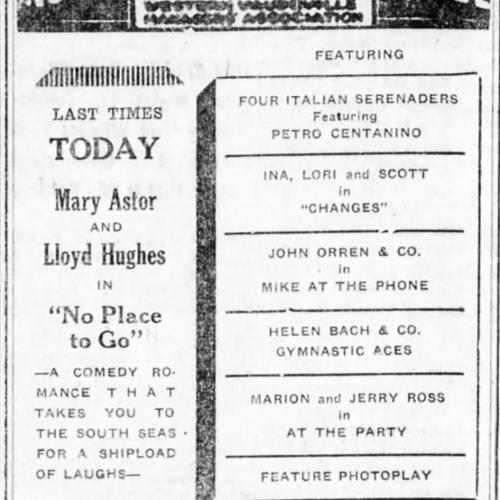 WESTERN VAUDEVILLE
MANAGERS ASSOCIATION
LAST TIMES
TODAY
Mary Astor
AND
Lloyd Hughes
IN
"No Place
to Go"
—A COMEDY RO-
MANCE THAT
TAKES YOU TO
THE SOUTH SEAS
FOR A SHIPLOAD
OF LAUGHS—
FEATURING
FOUR ITALIAN SERENADERS
Featuring
PETRO CENTANINO
INA, LORI and SCOTT
in
"CHANGES"
JOHN ORREN & CO.
in
MIKE AT THE PHONE
HELEN BACH & CO.
GYMNASTIC ACES
MARION and JERRY ROSS
in
AT THE PARTY
FEATURE PHOTOPLAY